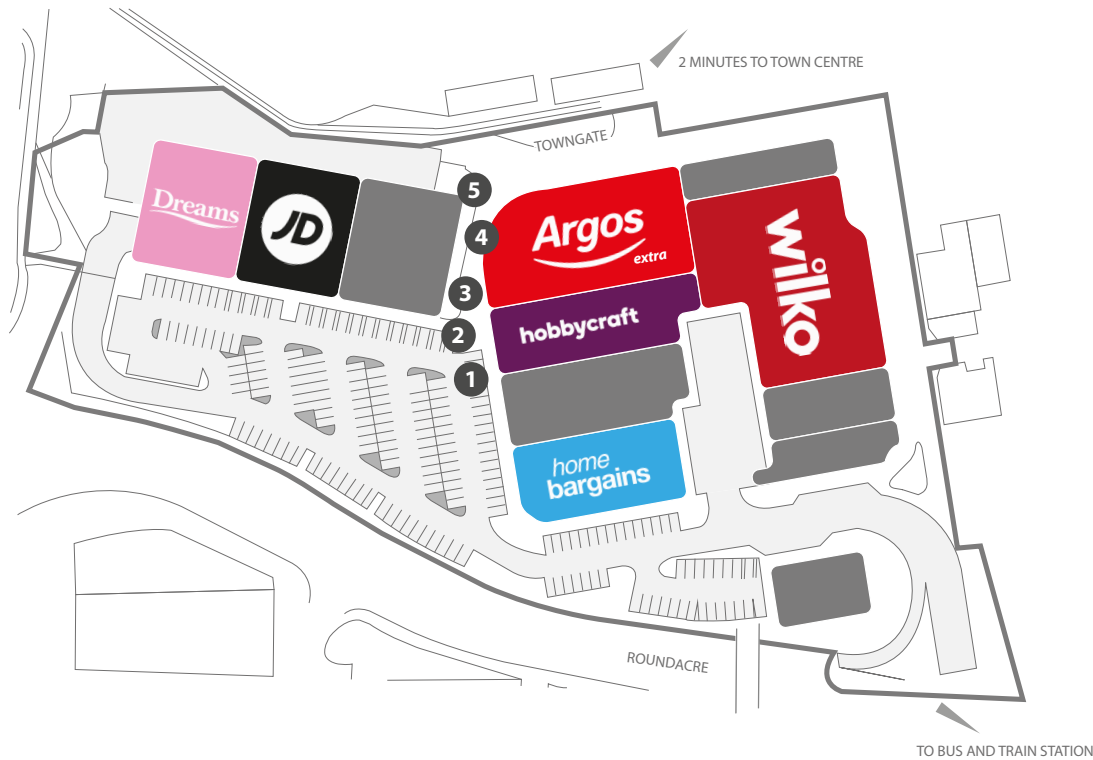 2 MINUTES TO TOWN CENTRE
TOWNGATE
Dreams
JD
5
4
3
2
1
Argos
extra
wilko
hobbycraft
home
bargains
ROUNDACRE
TO BUS AND TRAIN STATION